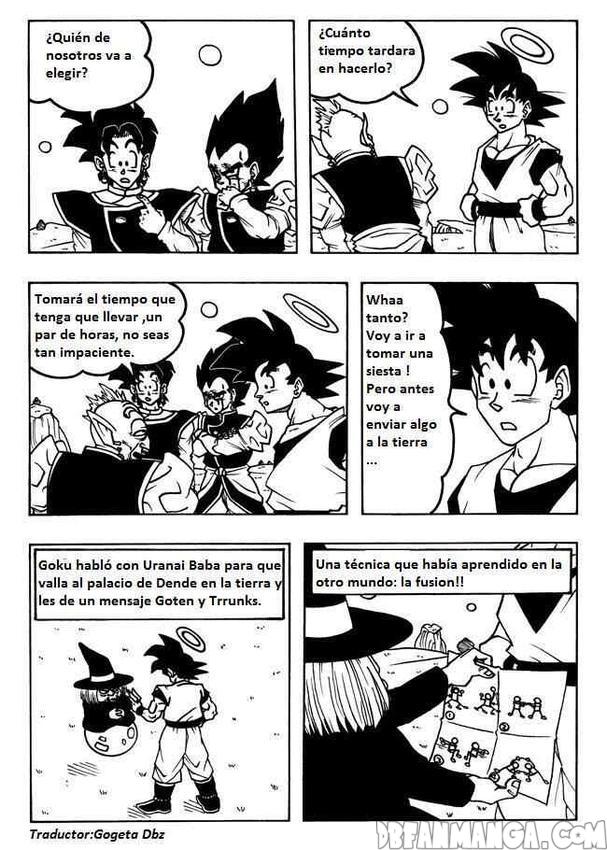 ¿Quién de
nosotros va a
elegir?
¿Cuánto
tiempo tardara
en hacerlo?
Tomará el tiempo que
tenga que llevar ,un
par de horas, no seas
tan impaciente.
Whaa
tanto?
Voy a ir a
tomar una
siesta !
Pero antes
voy a
enviar algo
a la tierra
...
Goku habló con Uranai Baba para que
valla al palacio de Dende en la tierra y
les de un mensaje Goten y Trrunks.
Una técnica que había aprendido en la
otro mundo: la fusion!!
1
2
Traductor:Gogeta Dbz
DBFANMANGA.COM